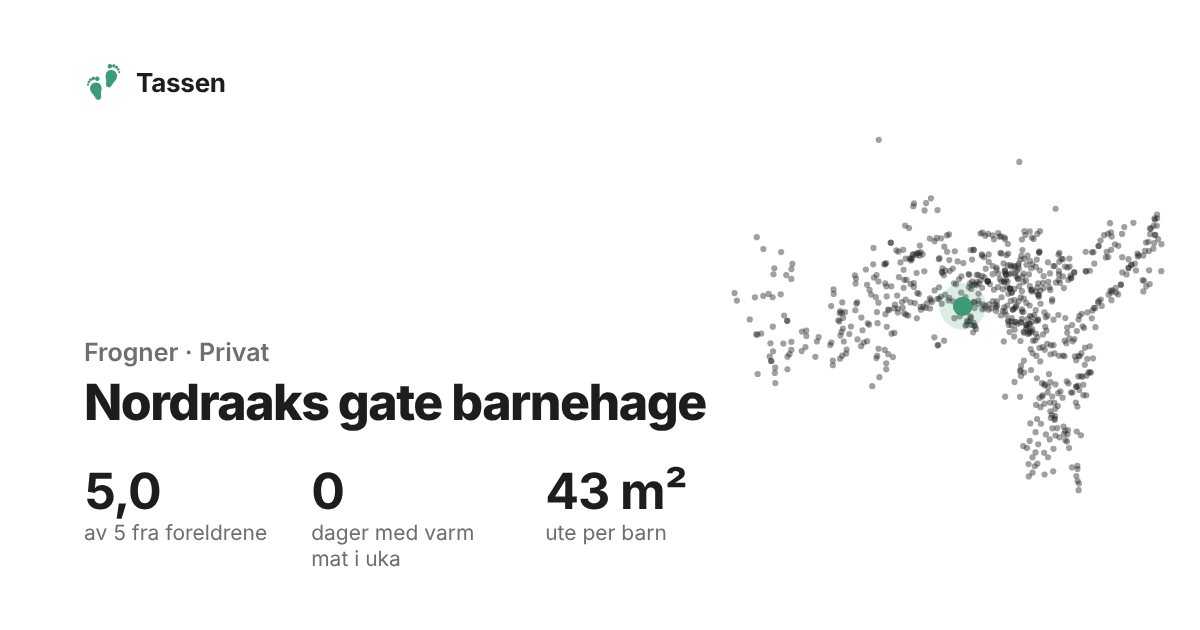 Tassen
Frogner · Privat
Nordraaks gate barnehage
5,0
av 5 fra foreldrene
0
dager med varm
mat i uka
43 m²
ute per barn